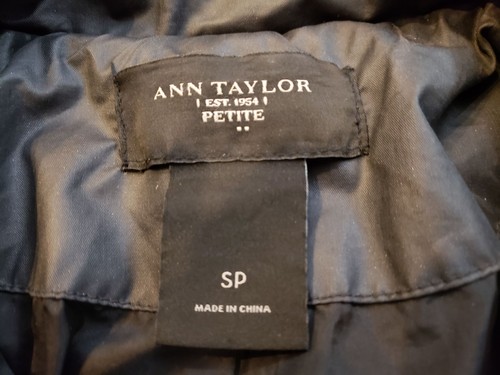 ANN TAYLOR
EST. 1954
PETITE
SP
MADE IN CHINA